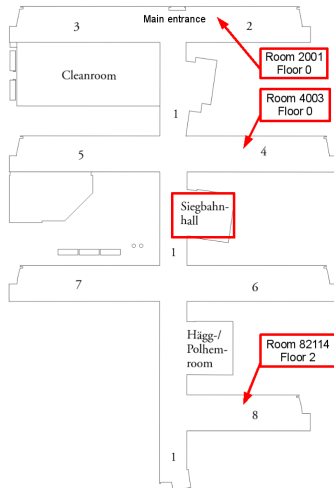 3
Main entrance
2
Room 2001
Floor 0
Cleanroom
Room 4003
Floor 0
1
5
4
Siegbahn-
hall
1
7
6
Hägg-/
Polhem-
room
Room 82114
Floor 2
8
1